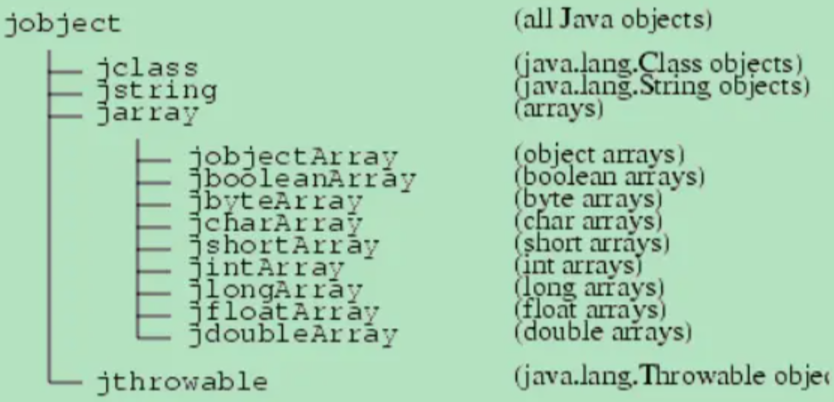 jobject (all Java objects)
jclass (java.lang.Class objects)
jstring (java.lang.String objects)
jarray (arrays)
jobjectArray (object arrays)
jbooleanArray (boolean arrays)
jbyteArray (byte arrays)
jcharArray (char arrays)
jshortArray (short arrays)
jintArray (int arrays)
jlongArray (long arrays)
jfloatArray (float arrays)
jdoubleArray (double arrays)
jthrowable (java.lang.Throwable objec